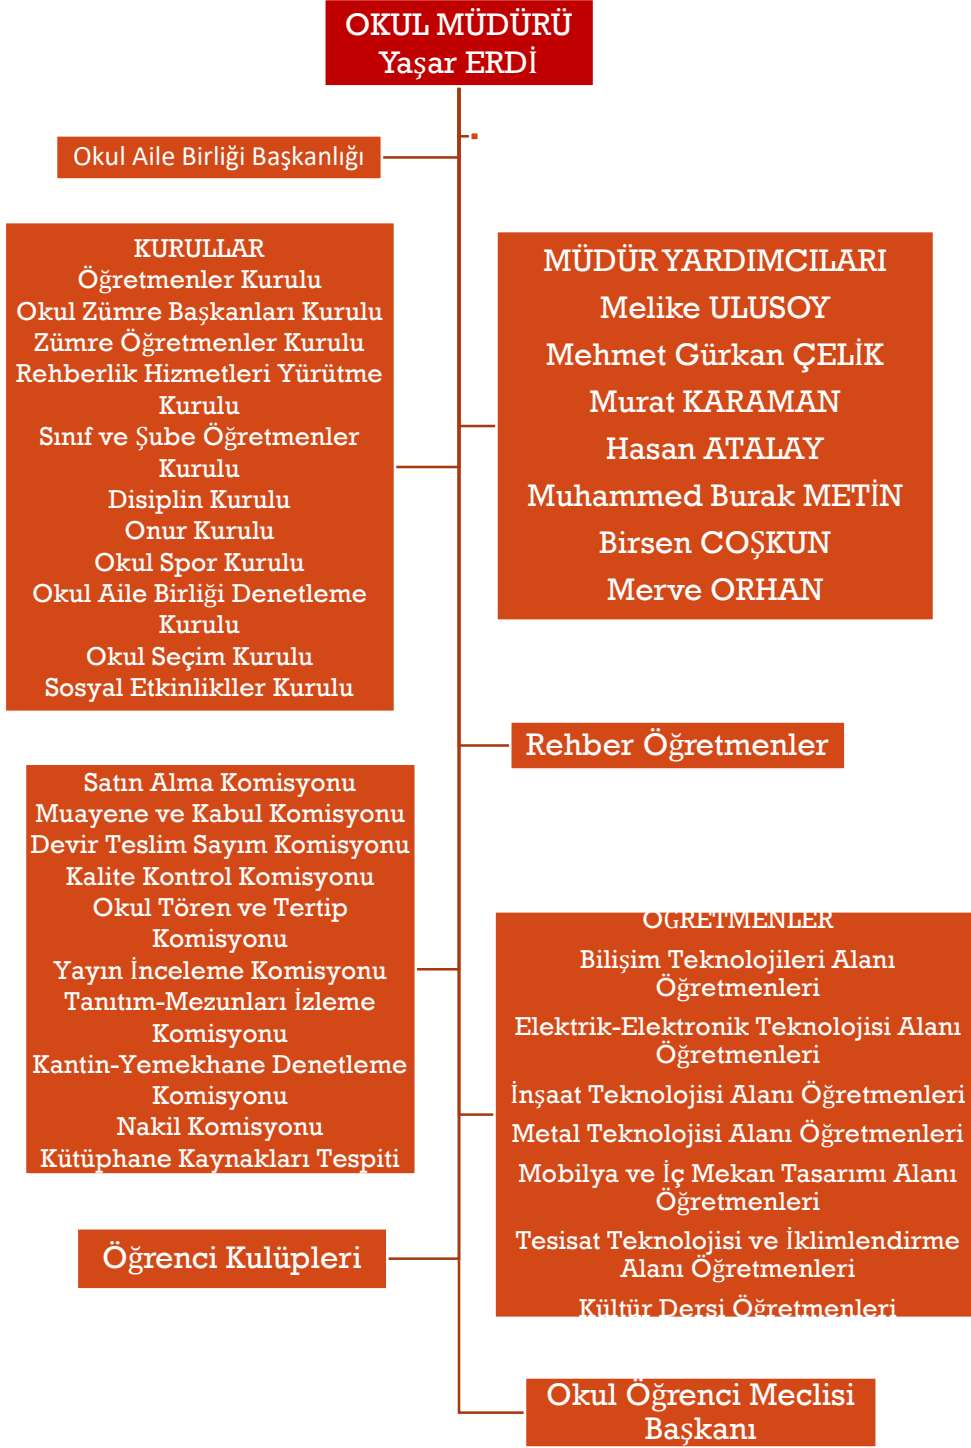 OKUL MÜDÜRÜ
Yaşar ERDİ
Okul Aile Birliği Başkanlığı
KURULLAR
Öğretmenler Kurulu
Okul Zümre Başkanları Kurulu
Zümre Öğretmenler Kurulu
Rehberlik Hizmetleri Yürütme
Kurulu
Sınıf ve Şube Öğretmenler
Kurulu
Disiplin Kurulu
Onur Kurulu
Okul Spor Kurulu
Okul Aile Birliği Denetleme
Kurulu
Okul Seçim Kurulu
Sosyal Etkinlikller Kurulu
MÜDÜR YARDIMCILARI
Melike ULUSOY
Mehmet Gürkan ÇELİK
Murat KARAMAN
Hasan ATALAY
Muhammed Burak METİN
Birsen COŞKUN
Merve ORHAN
Rehber Öğretmenler
Satın Alma Komisyonu
Muayene ve Kabul Komisyonu
Devir Teslim Sayım Komisyonu
Kalite Kontrol Komisyonu
Okul Tören ve Tertip
Komisyonu
Yayın İnceleme Komisyonu
Tanıtım-Mezunları İzleme
Komisyonu
Kantin-Yemekhane Denetleme
Komisyonu
Nakil Komisyonu
Kütüphane Kaynakları Tespiti
ÖĞRETMENLER
Bilişim Teknolojileri Alanı
Öğretmenleri
Elektrik-Elektronik Teknolojisi Alanı
Öğretmenleri
İnşaat Teknolojisi Alanı Öğretmenleri
Metal Teknolojisi Alanı Öğretmenleri
Mobilya ve İç Mekan Tasarımı Alanı
Öğretmenleri
Tesisat Teknolojisi ve İklimlendirme
Alanı Öğretmenleri
Kültür Dersi Öğretmenleri
Öğrenci Kulüpleri
Okul Öğrenci Meclisi
Başkanı